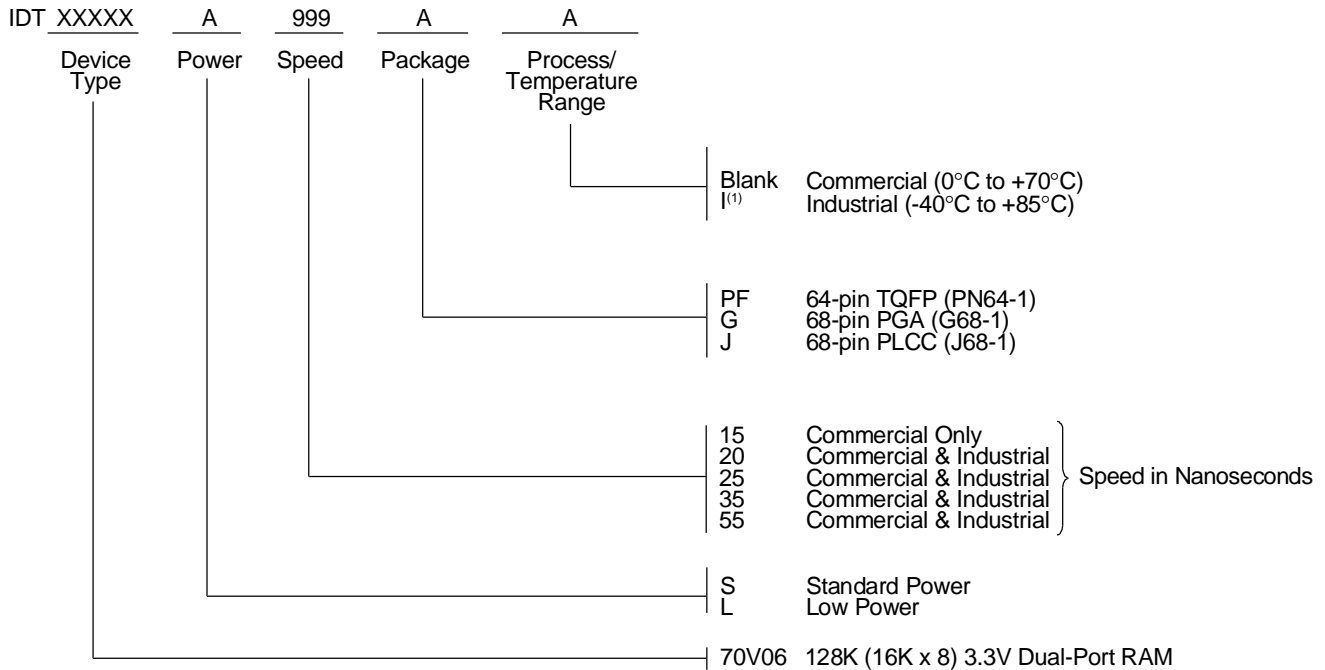 IDT XXXXX A 999 A A
Device Type Power Speed Package Process/ Temperature Range
Blank Commercial (0°C to +70°C)
I(1) Industrial (-40°C to +85°C)
PF 64-pin TQFP (PN64-1)
G 68-pin PGA (G68-1)
J 68-pin PLCC (J68-1)
15 Commercial Only
20 Commercial & Industrial
25 Commercial & Industrial
35 Commercial & Industrial
55 Commercial & Industrial
Speed in Nanoseconds
S Standard Power
L Low Power
70V06 128K (16K x 8) 3.3V Dual-Port RAM